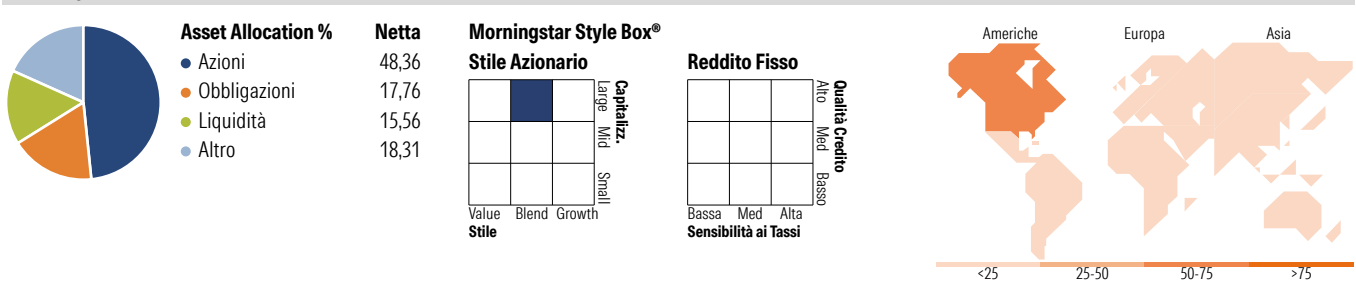 Asset Allocation % Netta
Azioni 48,36
Obbligazioni 17,76
Liquidità 15,56
Altro 18,31
Morningstar Style Box®
Stile Azionario
Capitalizz.
Large
Mid
Small
Value Blend Growth
Stile
Reddito Fisso
Qualità Credito
Alto
Med
Basso
Bassa Med Alta
Sensibilità ai Tassi
Americhe Europa Asia
<25 25-50 50-75 >75